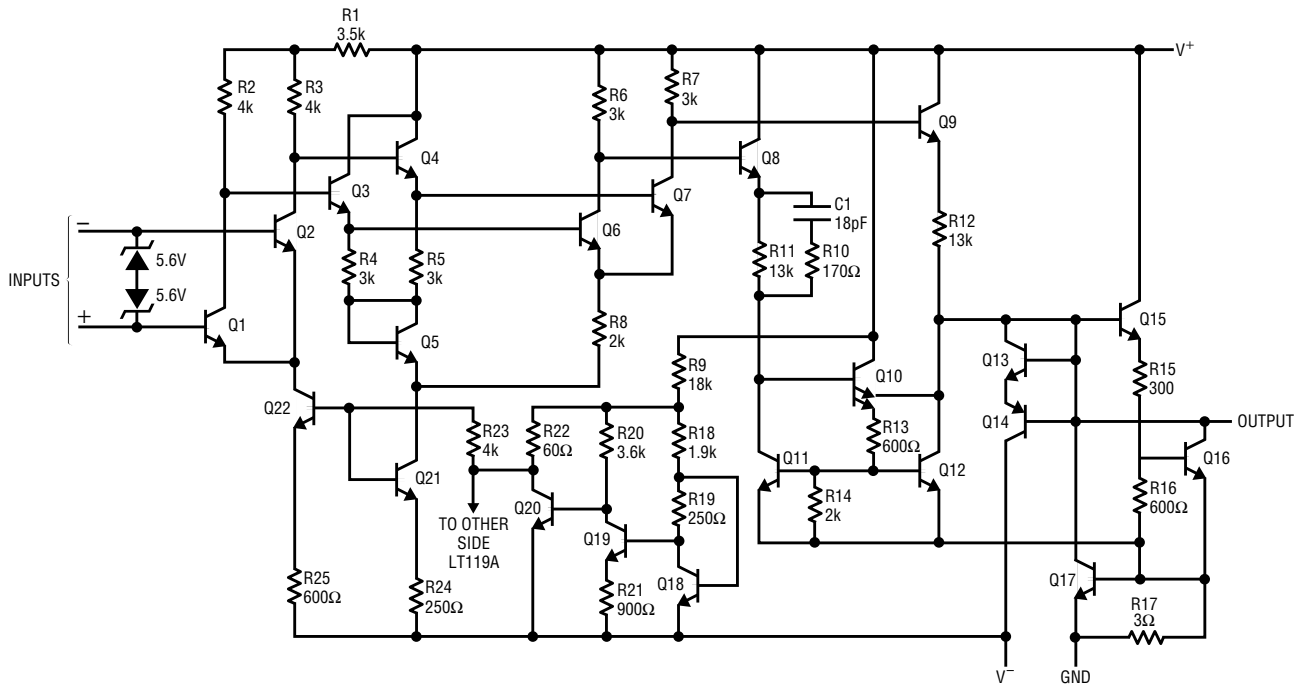 R1
3.5k
V+
R2
4k
R3
4k
R6
3k
R7
3k
Q9
Q4
Q8
Q3
Q7
C1
18pF
Q2
Q6
R12
13k
−
R4
3k
R5
3k
R11
13k
R10
170Ω
INPUTS
5.6V
5.6V
+
Q1
Q5
R8
2k
Q15
Q13
R9
18k
Q10
R15
300
Q22
Q14
OUTPUT
R23
4k
R22
60Ω
R20
3.6k
R18
1.9k
R13
600Ω
Q21
Q11
Q12
Q16
TO OTHER
SIDE
LT119A
Q20
R19
250Ω
R14
2k
R16
600Ω
Q19
R25
600Ω
R24
250Ω
R21
900Ω
Q18
Q17
R17
3Ω
V−
GND